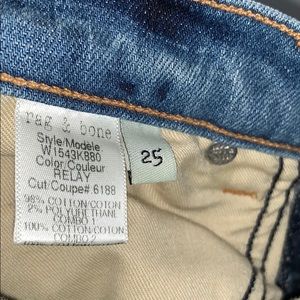 rag & bone
Style/Modele
W1543K880
Color/Couleur
RELAY
Cut/Coupe# 6188
98% COTTON/COTON
2% POLYURETHANE
COMBO 1
100% COTTON/COTON
COMBO 2
25